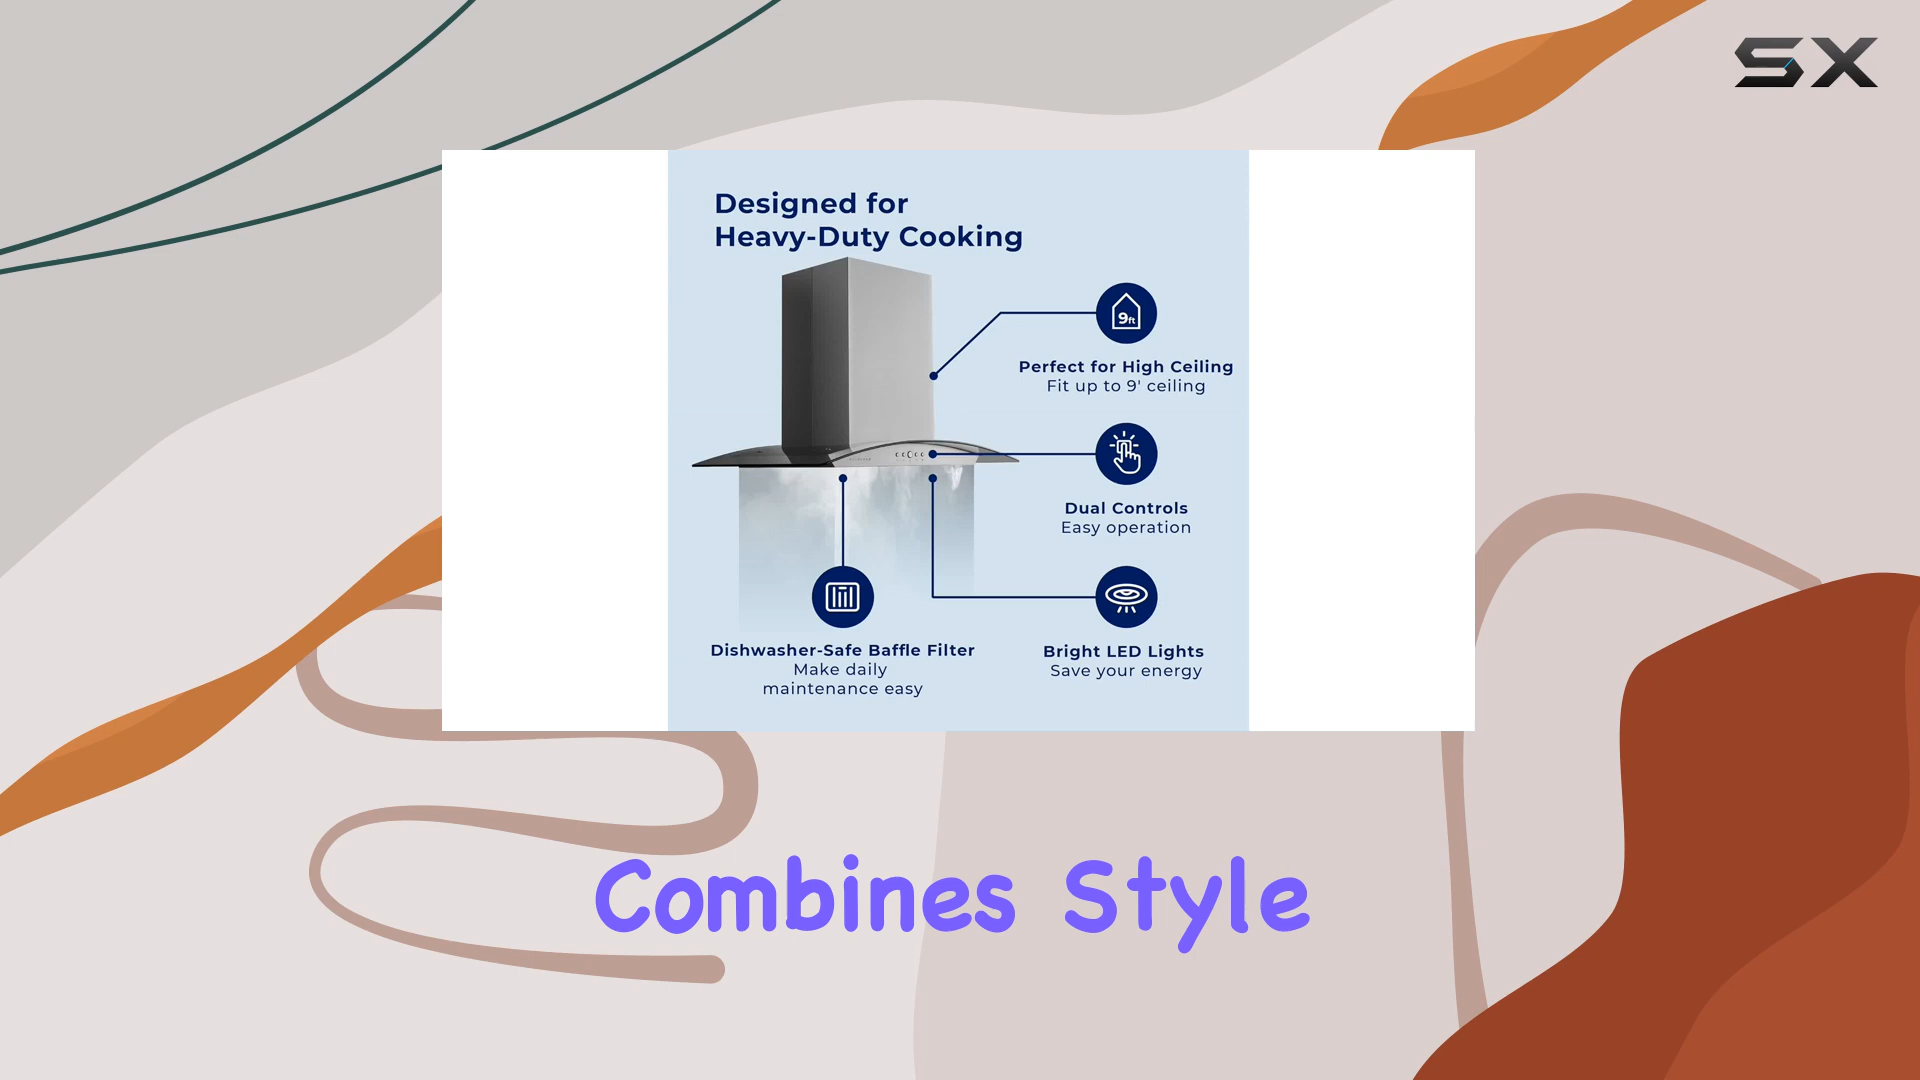 SX
Designed for
Heavy-Duty Cooking
9ft
Perfect for High Ceiling
Fit up to 9' ceiling
Dual Controls
Easy operation
Dishwasher-Safe Baffle Filter
Make daily
maintenance easy
Bright LED Lights
Save your energy
Combines Style